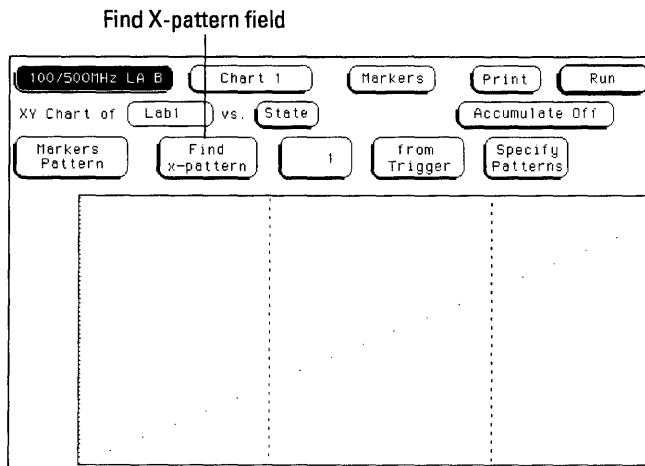 Find X-pattern field
100/500MHz LA B Chart 1 Markers Print Run
XY Chart of Lab1 vs. State Accumulate Off
Markers Pattern Find x-pattern 1 from Trigger Specify Patterns